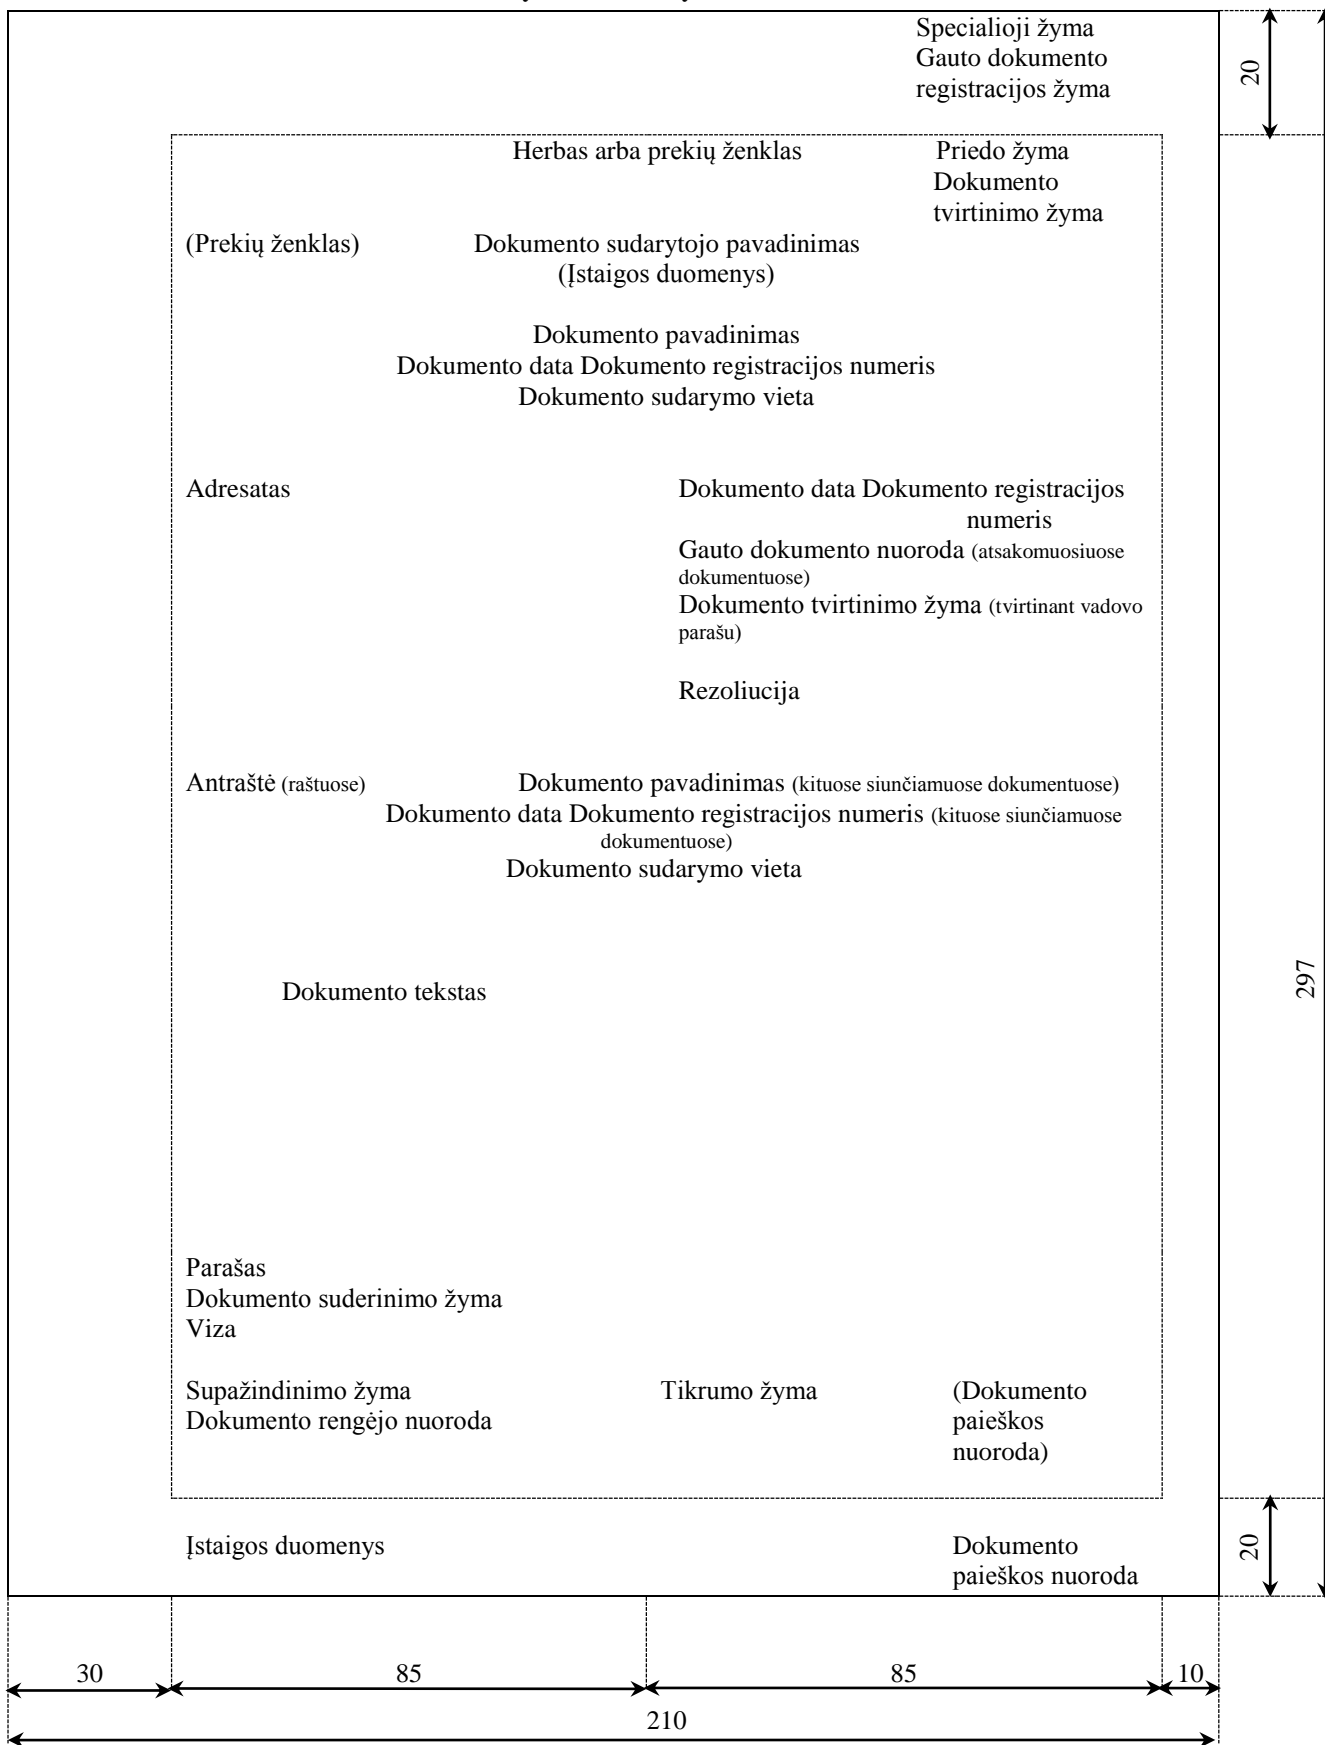 Specialioji žyma
Gauto dokumento
registracijos žyma
20
Herbas arba prekių ženklas Priedo žyma
Dokumento
tvirtinimo žyma
(Prekių ženklas) Dokumento sudarytojo pavadinimas
(Įstaigos duomenys)
Dokumento pavadinimas
Dokumento data Dokumento registracijos numeris
Dokumento sudarymo vieta
Adresatas Dokumento data Dokumento registracijos
numeris
Gauto dokumento nuoroda (atsakomuosiuose
dokumentuose)
Dokumento tvirtinimo žyma (tvirtinant vadovo
parašu)
Rezoliucija
Antraštė (raštuose) Dokumento pavadinimas (kituose siunčiamuose dokumentuose)
Dokumento data Dokumento registracijos numeris (kituose siunčiamuose
dokumentuose)
Dokumento sudarymo vieta
Dokumento tekstas
297
Parašas
Dokumento suderinimo žyma
Viza
Supažindinimo žyma Tikrumo žyma (Dokumento
Dokumento rengėjo nuoroda paieškos
nuoroda)
Įstaigos duomenys Dokumento
paieškos nuoroda
20
30 85 85 10
210